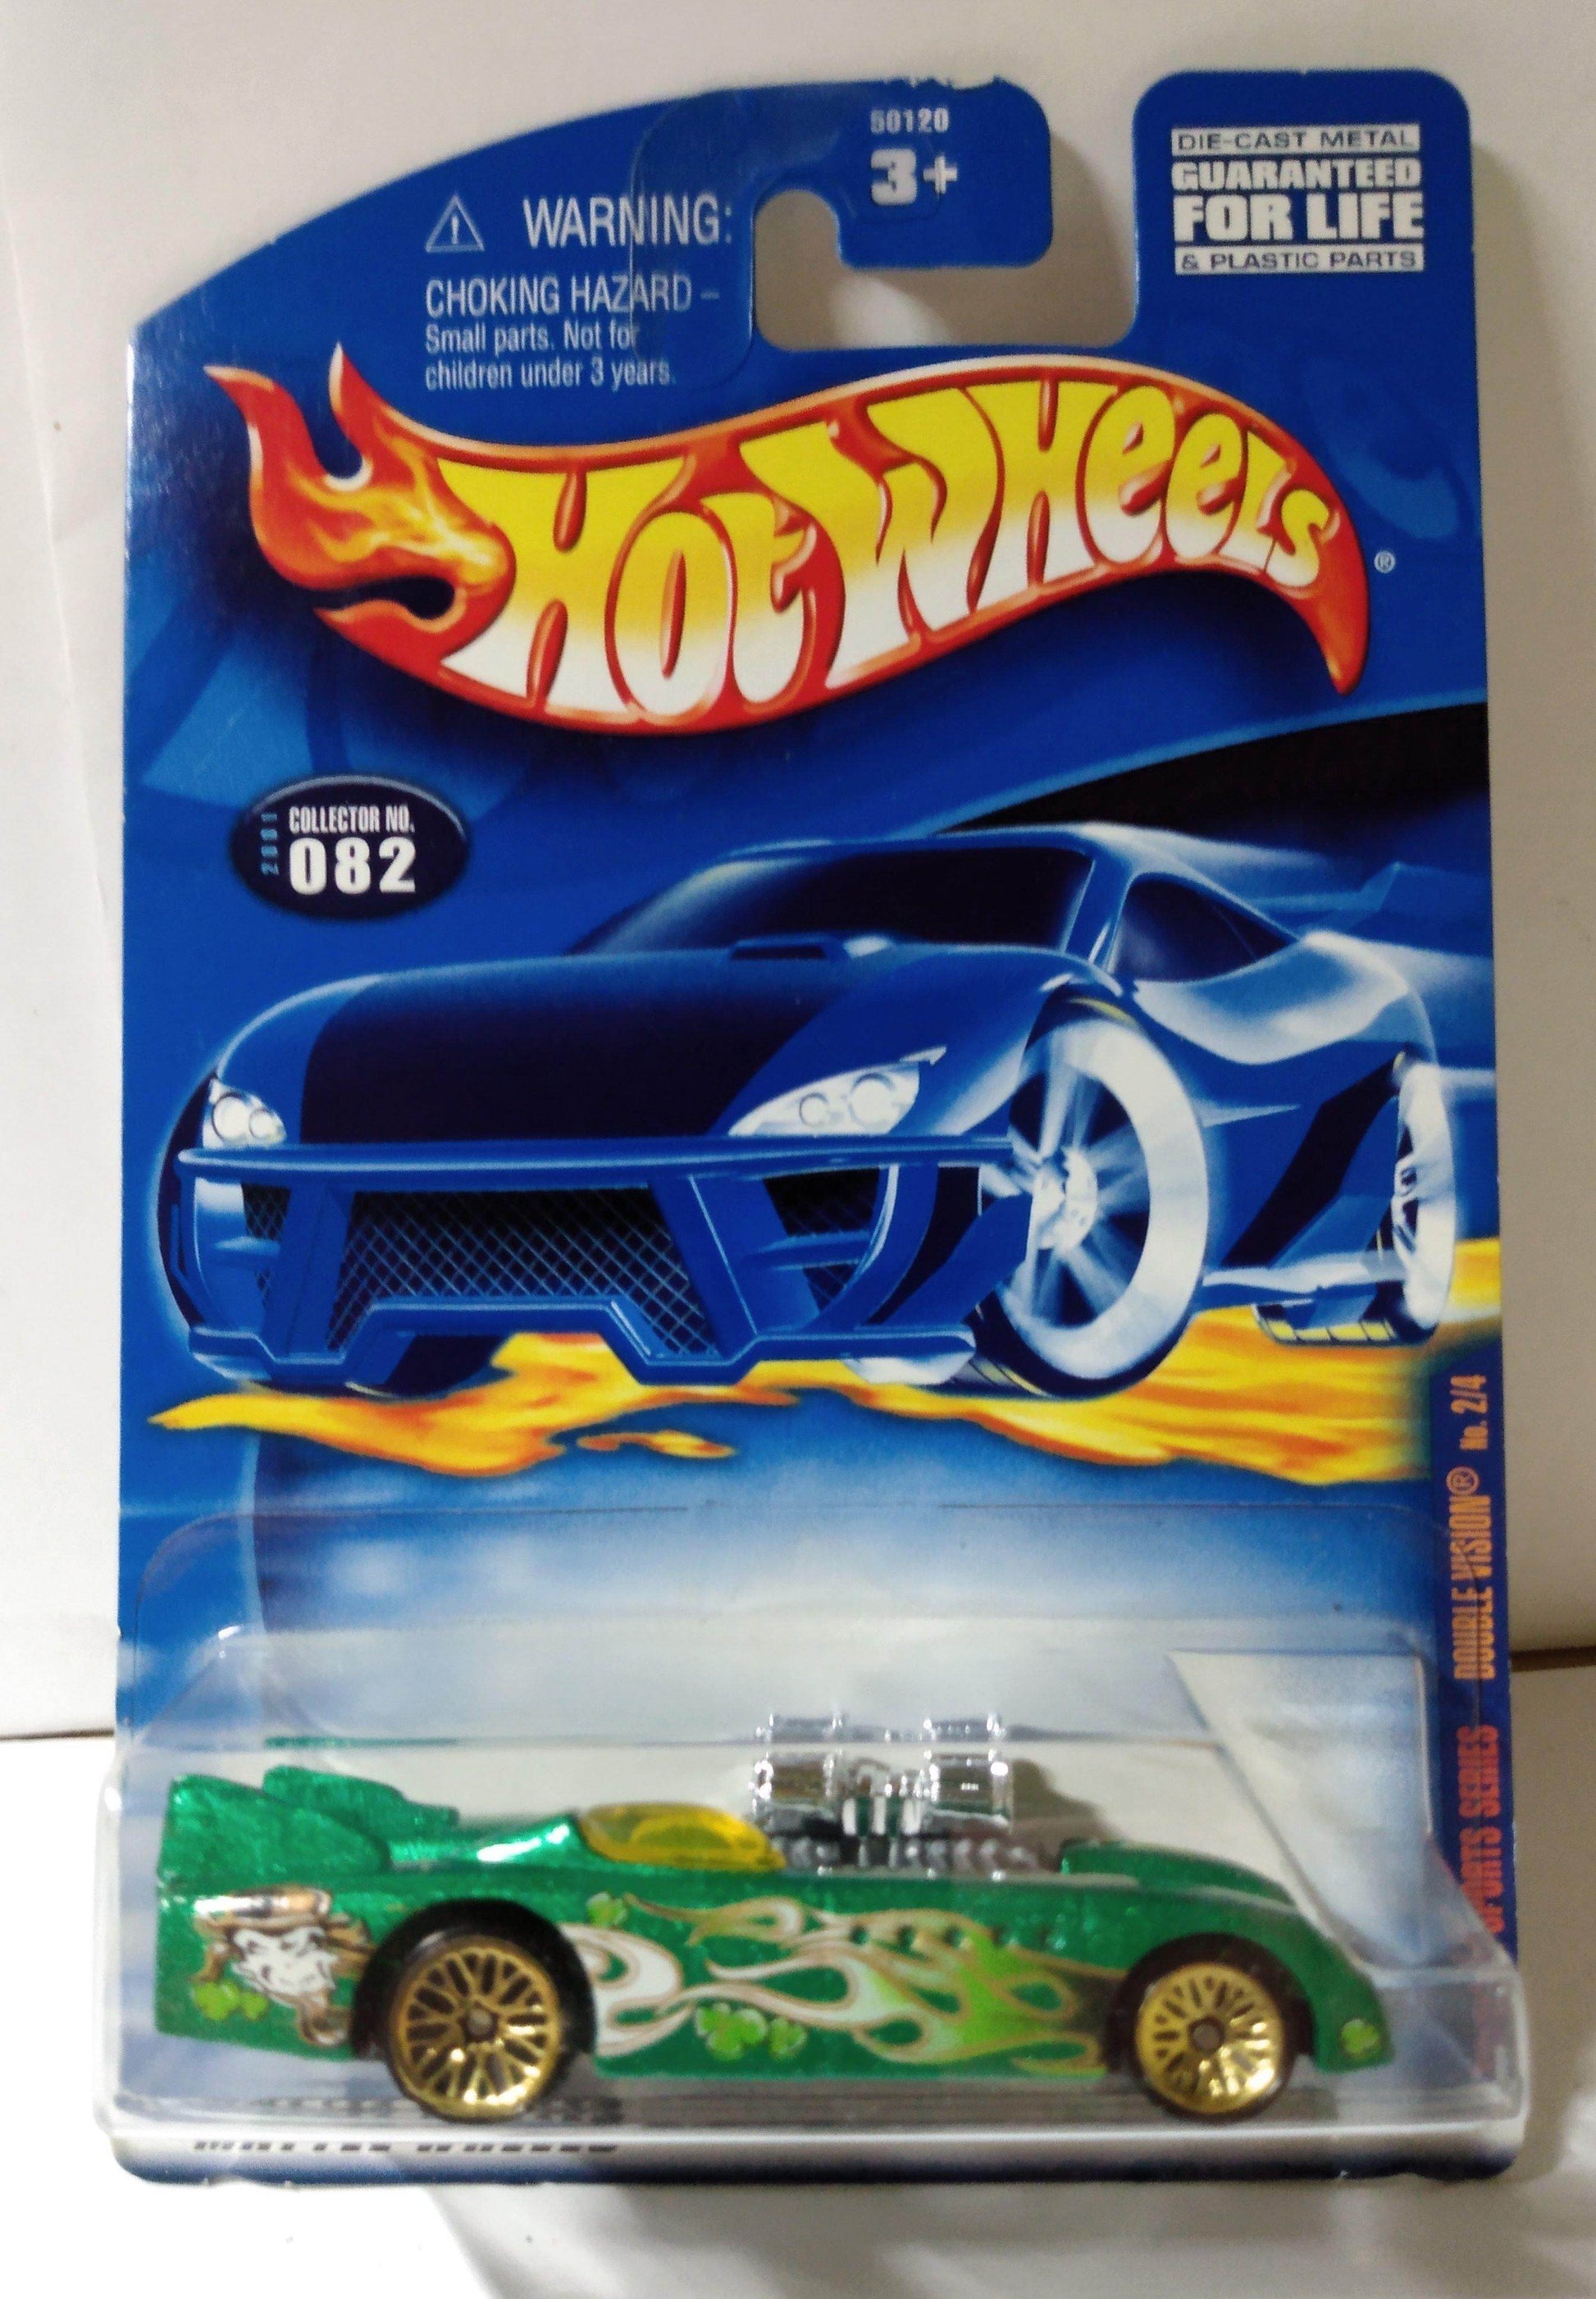 50120
3+
DIE-CAST METAL
GUARANTEED
FOR LIFE
& PLASTIC PARTS
WARNING:
CHOKING HAZARD –
Small parts. Not for
children under 3 years.
HOT WHEELS ®
2001
COLLECTOR NO.
082
SPORTS SERIES DOUBLE VISION® No. 2/4